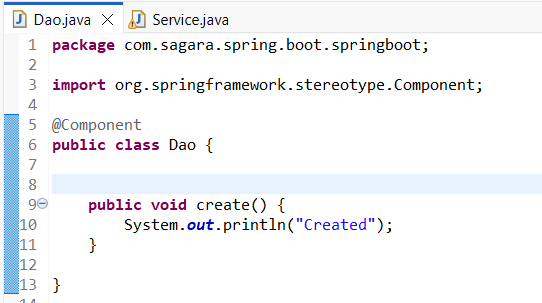 Dao.java
Service.java
1 package com.sagara.spring.boot.springboot;
2
3 import org.springframework.stereotype.Component;
4
5 @Component
6 public class Dao {
7
8
9 public void create() {
10 System.out.println("Created");
11 }
12
13 }